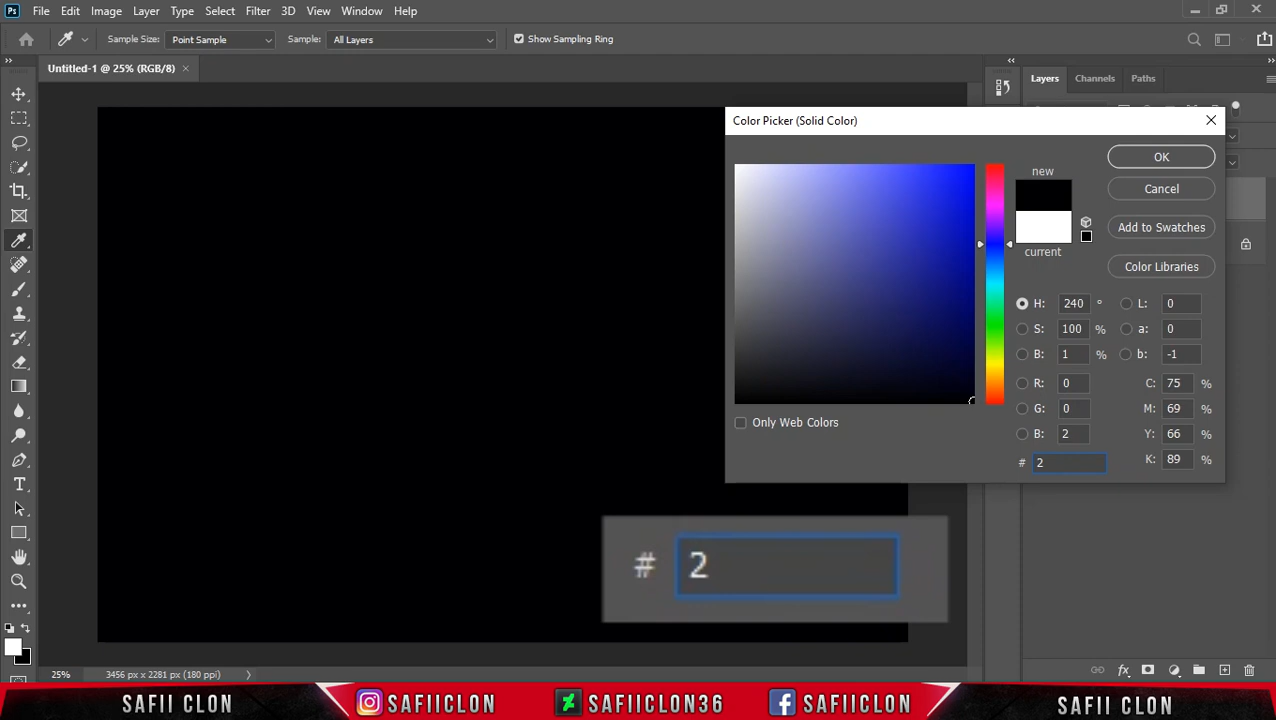 Ps File Edit Image Layer Type Select Filter 3D View Window Help
Sample Size: Point Sample Sample: All Layers Show Sampling Ring
Untitled-1 @ 25% (RGB/8) ×
Layers Channels Paths
Color Picker (Solid Color)
new
current
OK
Cancel
Add to Swatches
Color Libraries
H: 240 ° L: 0
S: 100 % a: 0
B: 1 % b: -1
R: 0 C: 75 %
G: 0 M: 69 %
B: 2 Y: 66 %
# 2 K: 89 %
Only Web Colors
# 2
25% 3456 px x 2281 px (180 ppi)
fx
SAFII CLON SAFIICLON SAFIICLON36 SAFIICLON SAFII CLON